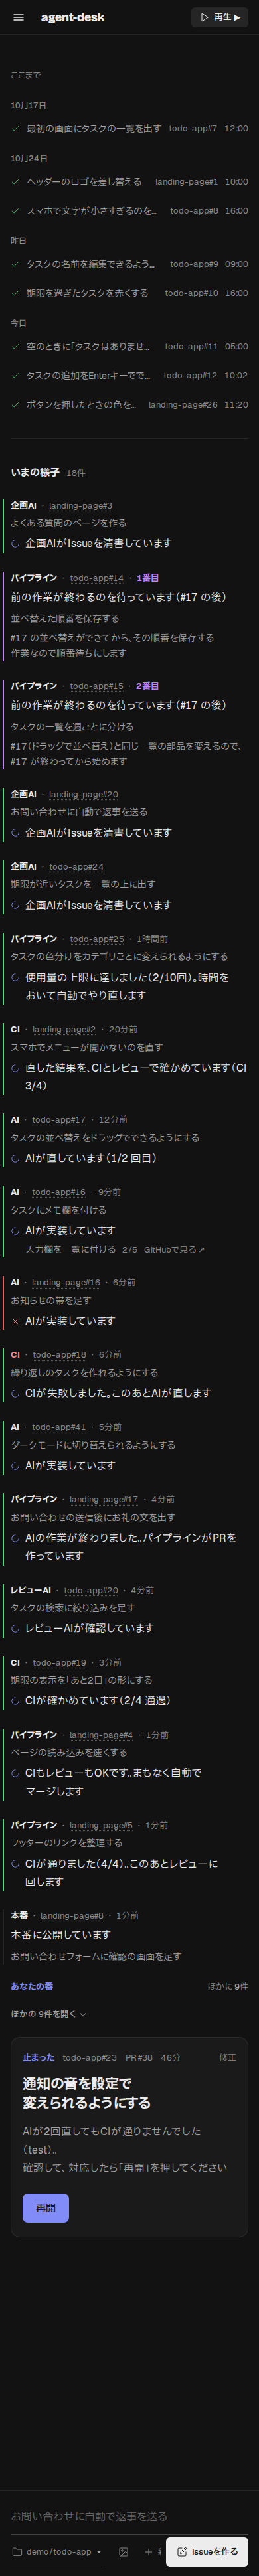 agent-desk
再生 ▶
ここまで
10月17日
最初の画面にタスクの一覧を出す todo-app#7 12:00
10月24日
ヘッダーのロゴを差し替える landing-page#1 10:00
スマホで文字が小さすぎるのを… todo-app#8 16:00
昨日
タスクの名前を編集できるよう… todo-app#9 09:00
期限を過ぎたタスクを赤くする todo-app#10 16:00
今日
空のときに「タスクはありませ… todo-app#11 05:00
タスクの追加をEnterキーでで… todo-app#12 10:02
ボタンを押したときの色を… landing-page#26 11:20
いまの様子 18件
企画AI · landing-page#3
よくある質問のページを作る
企画AIがIssueを清書しています
パイプライン · todo-app#14 · 1番目
前の作業が終わるのを待っています(#17 の後)
並べ替えた順番を保存する
#17 の並べ替えができてから、その順番を保存する
作業なので順番待ちにします
パイプライン · todo-app#15 · 2番目
前の作業が終わるのを待っています(#17 の後)
タスクの一覧を週ごとに分ける
#17(ドラッグで並べ替え)と同じ一覧の部品を変えるので、
#17 が終わってから始めます
企画AI · landing-page#20
お問い合わせに自動で返事を送る
企画AIがIssueを清書しています
企画AI · todo-app#24
期限が近いタスクを一覧の上に出す
企画AIがIssueを清書しています
パイプライン · todo-app#25 · 1時間前
タスクの色分けをカテゴリごとに変えられるようにする
使用量の上限に達しました(2/10回)。時間を
おいて自動でやり直します
CI · landing-page#2 · 20分前
スマホでメニューが開かないのを直す
直した結果を、CIとレビューで確かめています(CI
3/4)
AI · todo-app#17 · 12分前
タスクの並べ替えをドラッグでできるようにする
AIが直しています(1/2 回目)
AI · todo-app#16 · 9分前
タスクにメモ欄を付ける
AIが実装しています
入力欄を一覧に付ける 2/5 GitHubで見る↗
AI · landing-page#16 · 6分前
お知らせの帯を足す
AIが実装しています
CI · todo-app#18 · 6分前
繰り返しのタスクを作れるようにする
CIが失敗しました。このあとAIが直します
AI · todo-app#41 · 5分前
ダークモードに切り替えられるようにする
AIが実装しています
パイプライン · landing-page#17 · 4分前
お問い合わせの送信後にお礼の文を出す
AIの作業が終わりました。パイプラインがPRを
作っています
レビューAI · todo-app#20 · 4分前
タスクの検索に絞り込みを足す
レビューAIが確認しています
CI · todo-app#19 · 3分前
期限の表示を「あと2日」の形にする
CIが確かめています(2/4 通過)
パイプライン · landing-page#4 · 1分前
ページの読み込みを速くする
CIもレビューもOKです。まもなく自動で
マージします
パイプライン · landing-page#5 · 1分前
フッターのリンクを整理する
CIが通りました(4/4)。このあとレビューに
回します
本番 · landing-page#8 · 1分前
本番に公開しています
お問い合わせフォームに確認の画面を足す
あなたの番 ほかに9件
ほかの 9件を開く
止まった todo-app#23 PR#38 46分 修正
通知の音を設定で
変えられるようにする
AIが2回直してもCIが通りませんでした
(test)。
確認して、対応したら「再開」を押してください
再開
お問い合わせに自動で返事を送る
demo/todo-app
Issueを作る